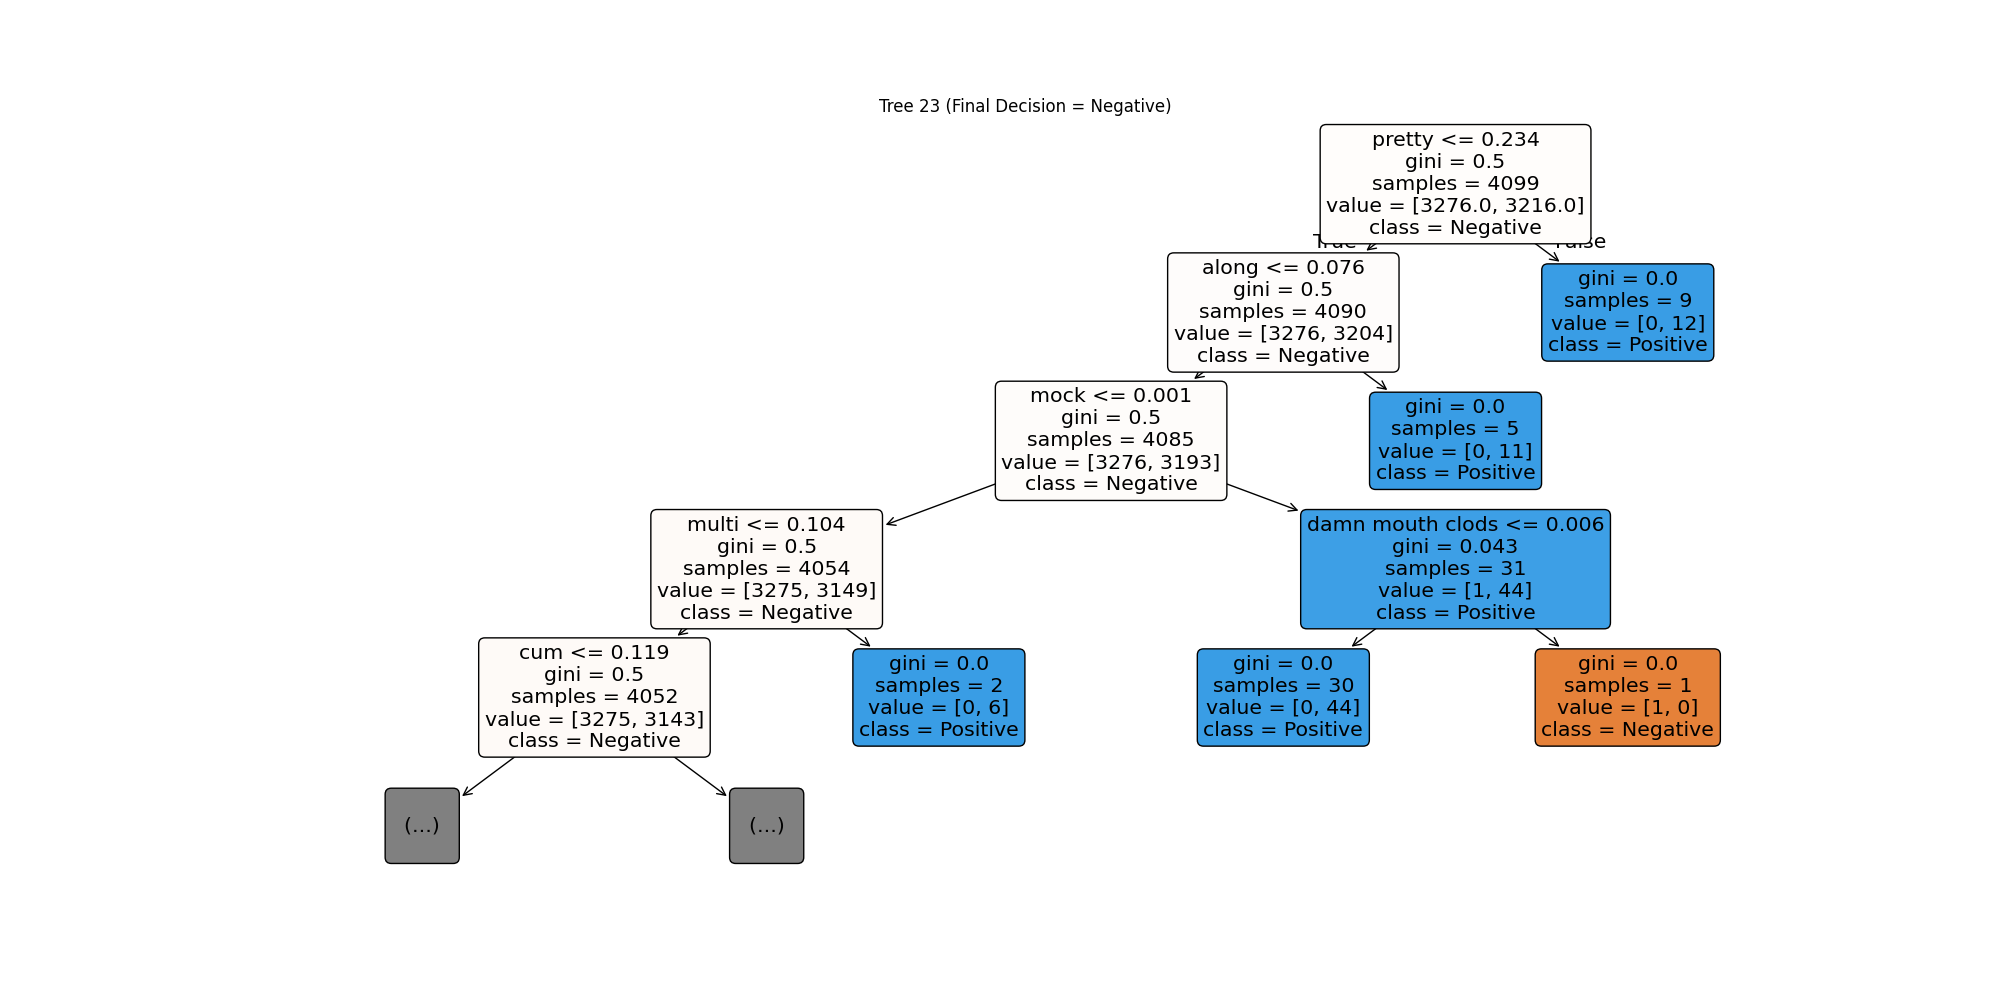 Tree 23 (Final Decision = Negative)
pretty <= 0.234
gini = 0.5
samples = 4099
value = [3276.0, 3216.0]
class = Negative
True
False
along <= 0.076
gini = 0.5
samples = 4090
value = [3276, 3204]
class = Negative
gini = 0.0
samples = 9
value = [0, 12]
class = Positive
mock <= 0.001
gini = 0.5
samples = 4085
value = [3276, 3193]
class = Negative
gini = 0.0
samples = 5
value = [0, 11]
class = Positive
multi <= 0.104
gini = 0.5
samples = 4054
value = [3275, 3149]
class = Negative
damn mouth clods <= 0.006
gini = 0.043
samples = 31
value = [1, 44]
class = Positive
cum <= 0.119
gini = 0.5
samples = 4052
value = [3275, 3143]
class = Negative
gini = 0.0
samples = 2
value = [0, 6]
class = Positive
gini = 0.0
samples = 30
value = [0, 44]
class = Positive
gini = 0.0
samples = 1
value = [1, 0]
class = Negative
(...)
(...)